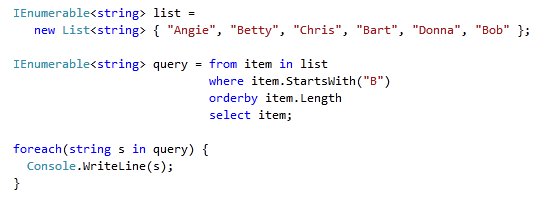 IEnumerable<string> list =
   new List<string> { "Angie", "Betty", "Chris", "Bart", "Donna", "Bob" };
IEnumerable<string> query = from item in list
                            where item.StartsWith("B")
                            orderby item.Length
                            select item;
foreach(string s in query) {
  Console.WriteLine(s);
}